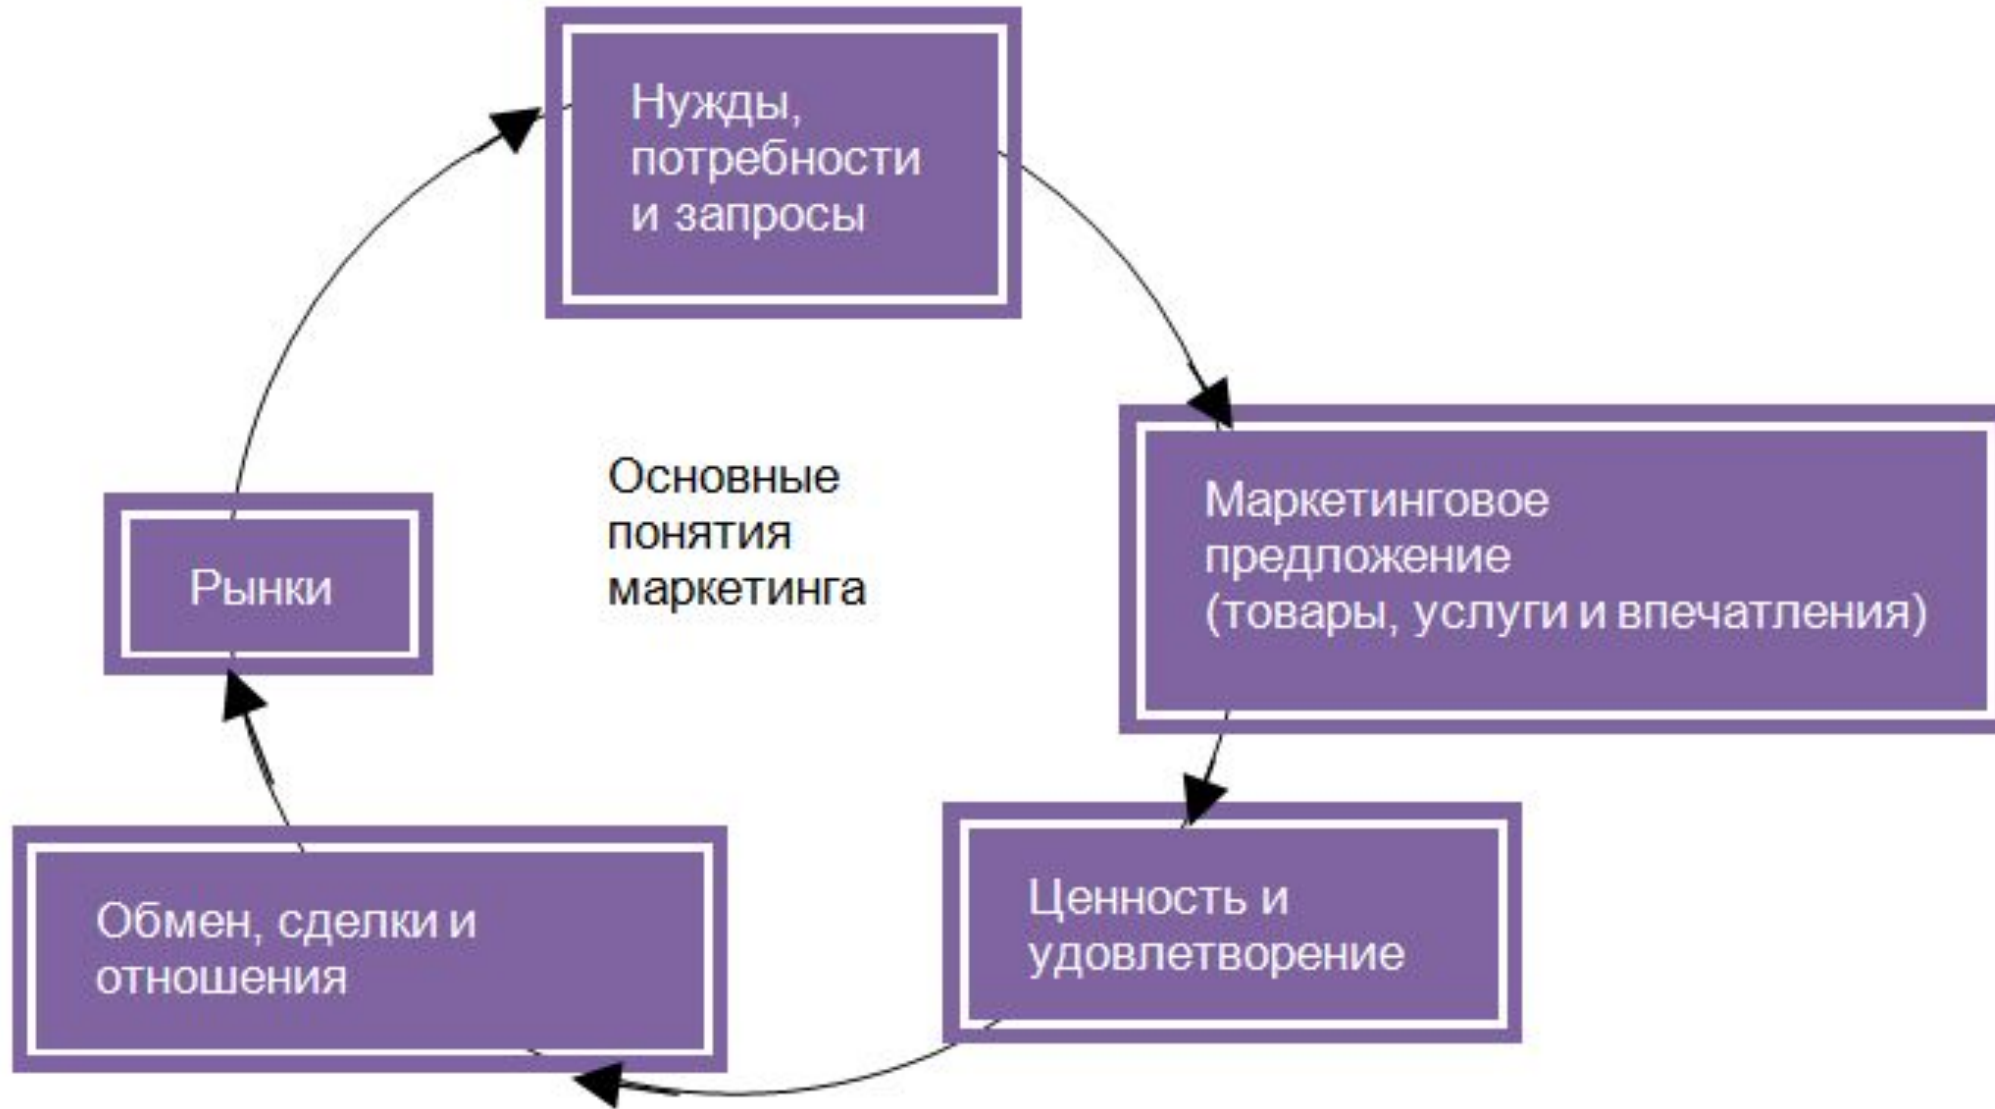 Нужды,
потребности
и запросы
Маркетинговое
предложение
(товары, услуги и впечатления)
Ценность и
удовлетворение
Обмен, сделки и
отношения
Рынки
Основные
понятия
маркетинга